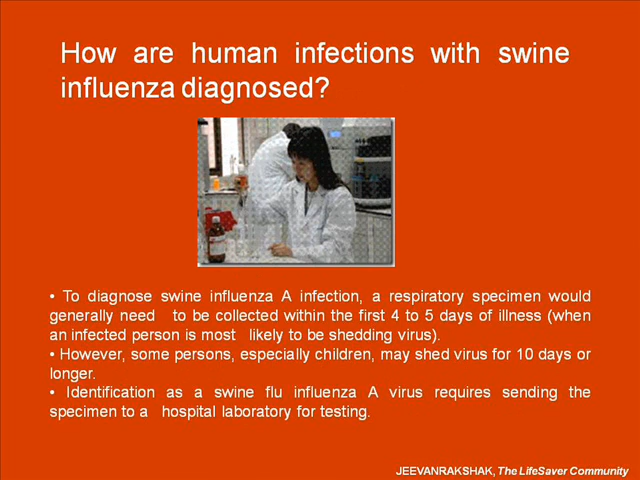 How are human infections with swine
influenza diagnosed?
• To diagnose swine influenza A infection, a respiratory specimen would
generally need to be collected within the first 4 to 5 days of illness (when
an infected person is most likely to be shedding virus).
• However, some persons, especially children, may shed virus for 10 days or
longer.
• Identification as a swine flu influenza A virus requires sending the
specimen to a hospital laboratory for testing.
JEEVANRAKSHAK, The LifeSaver Community